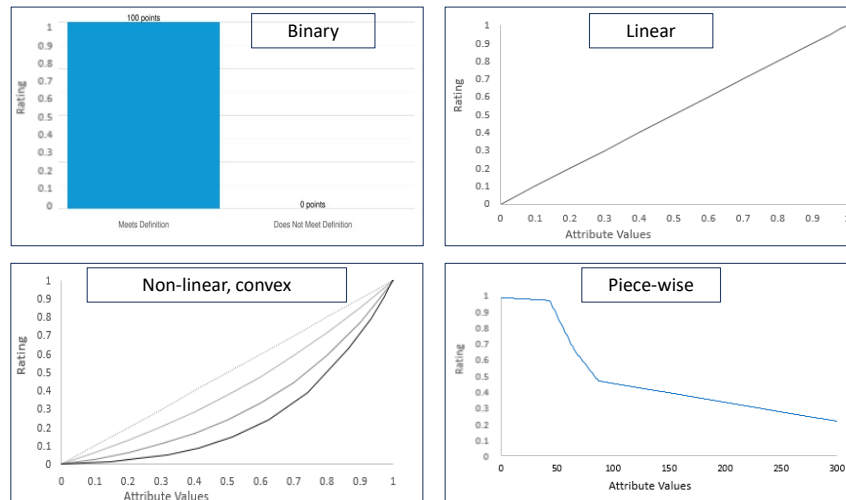 100 points
Binary
1
0.9
0.8
0.7
0.6
0.5
0.4
0.3
0.2
0.1
0
Rating
0 points
Meets Definition
Does Not Meet Definition
Linear
1
0.9
0.8
0.7
0.6
0.5
0.4
0.3
0.2
0.1
0
Rating
0 0.1 0.2 0.3 0.4 0.5 0.6 0.7 0.8 0.9 1
Attribute Values
Non-linear, convex
1
0.9
0.8
0.7
0.6
0.5
0.4
0.3
0.2
0.1
0
Rating
0 0.1 0.2 0.3 0.4 0.5 0.6 0.7 0.8 0.9 1
Attribute Values
Piece-wise
1
0.9
0.8
0.7
0.6
0.5
0.4
0.3
0.2
0.1
0
Rating
0 50 100 150 200 250 300
Attribute Values